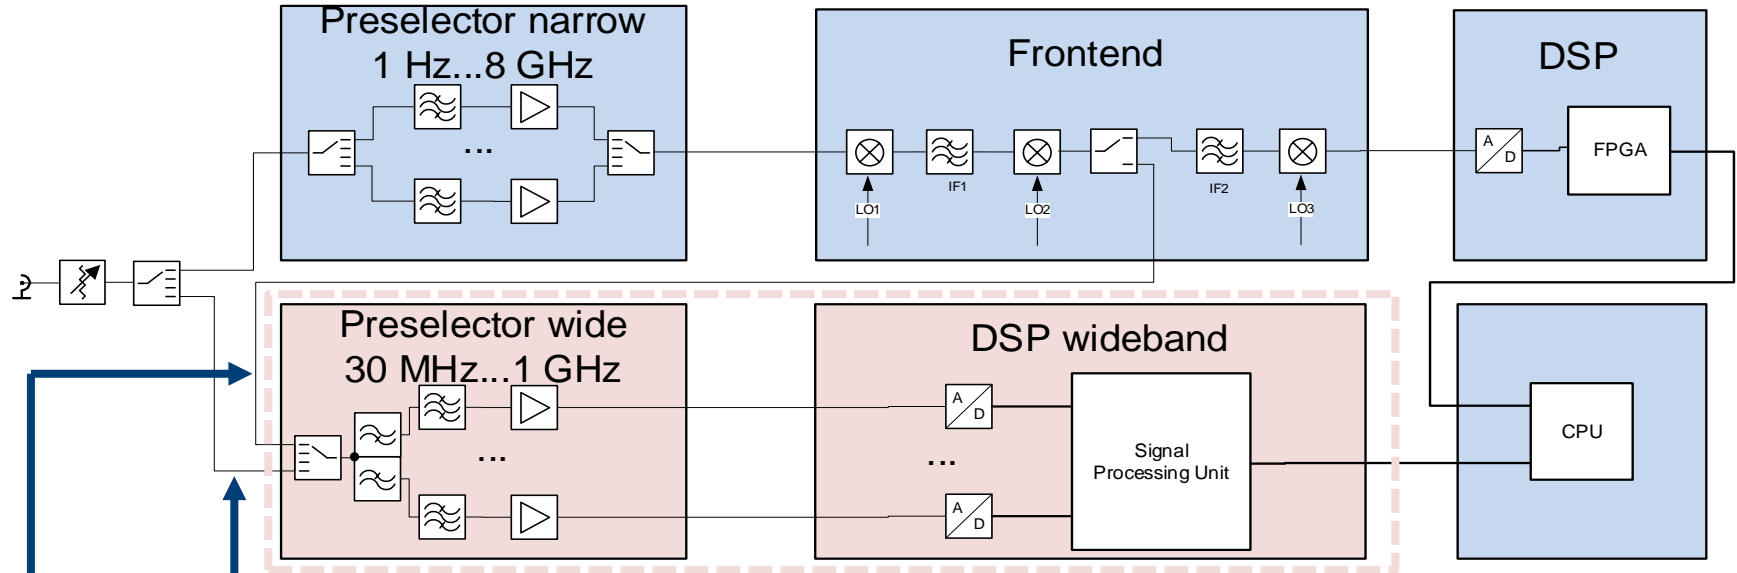 Preselector narrow
1 Hz...8 GHz
...
Frontend
IF1
IF2
LO1
LO2
LO3
DSP
A
D
FPGA
Preselector wide
30 MHz...1 GHz
...
DSP wideband
A
D
...
A
D
Signal
Processing Unit
CPU